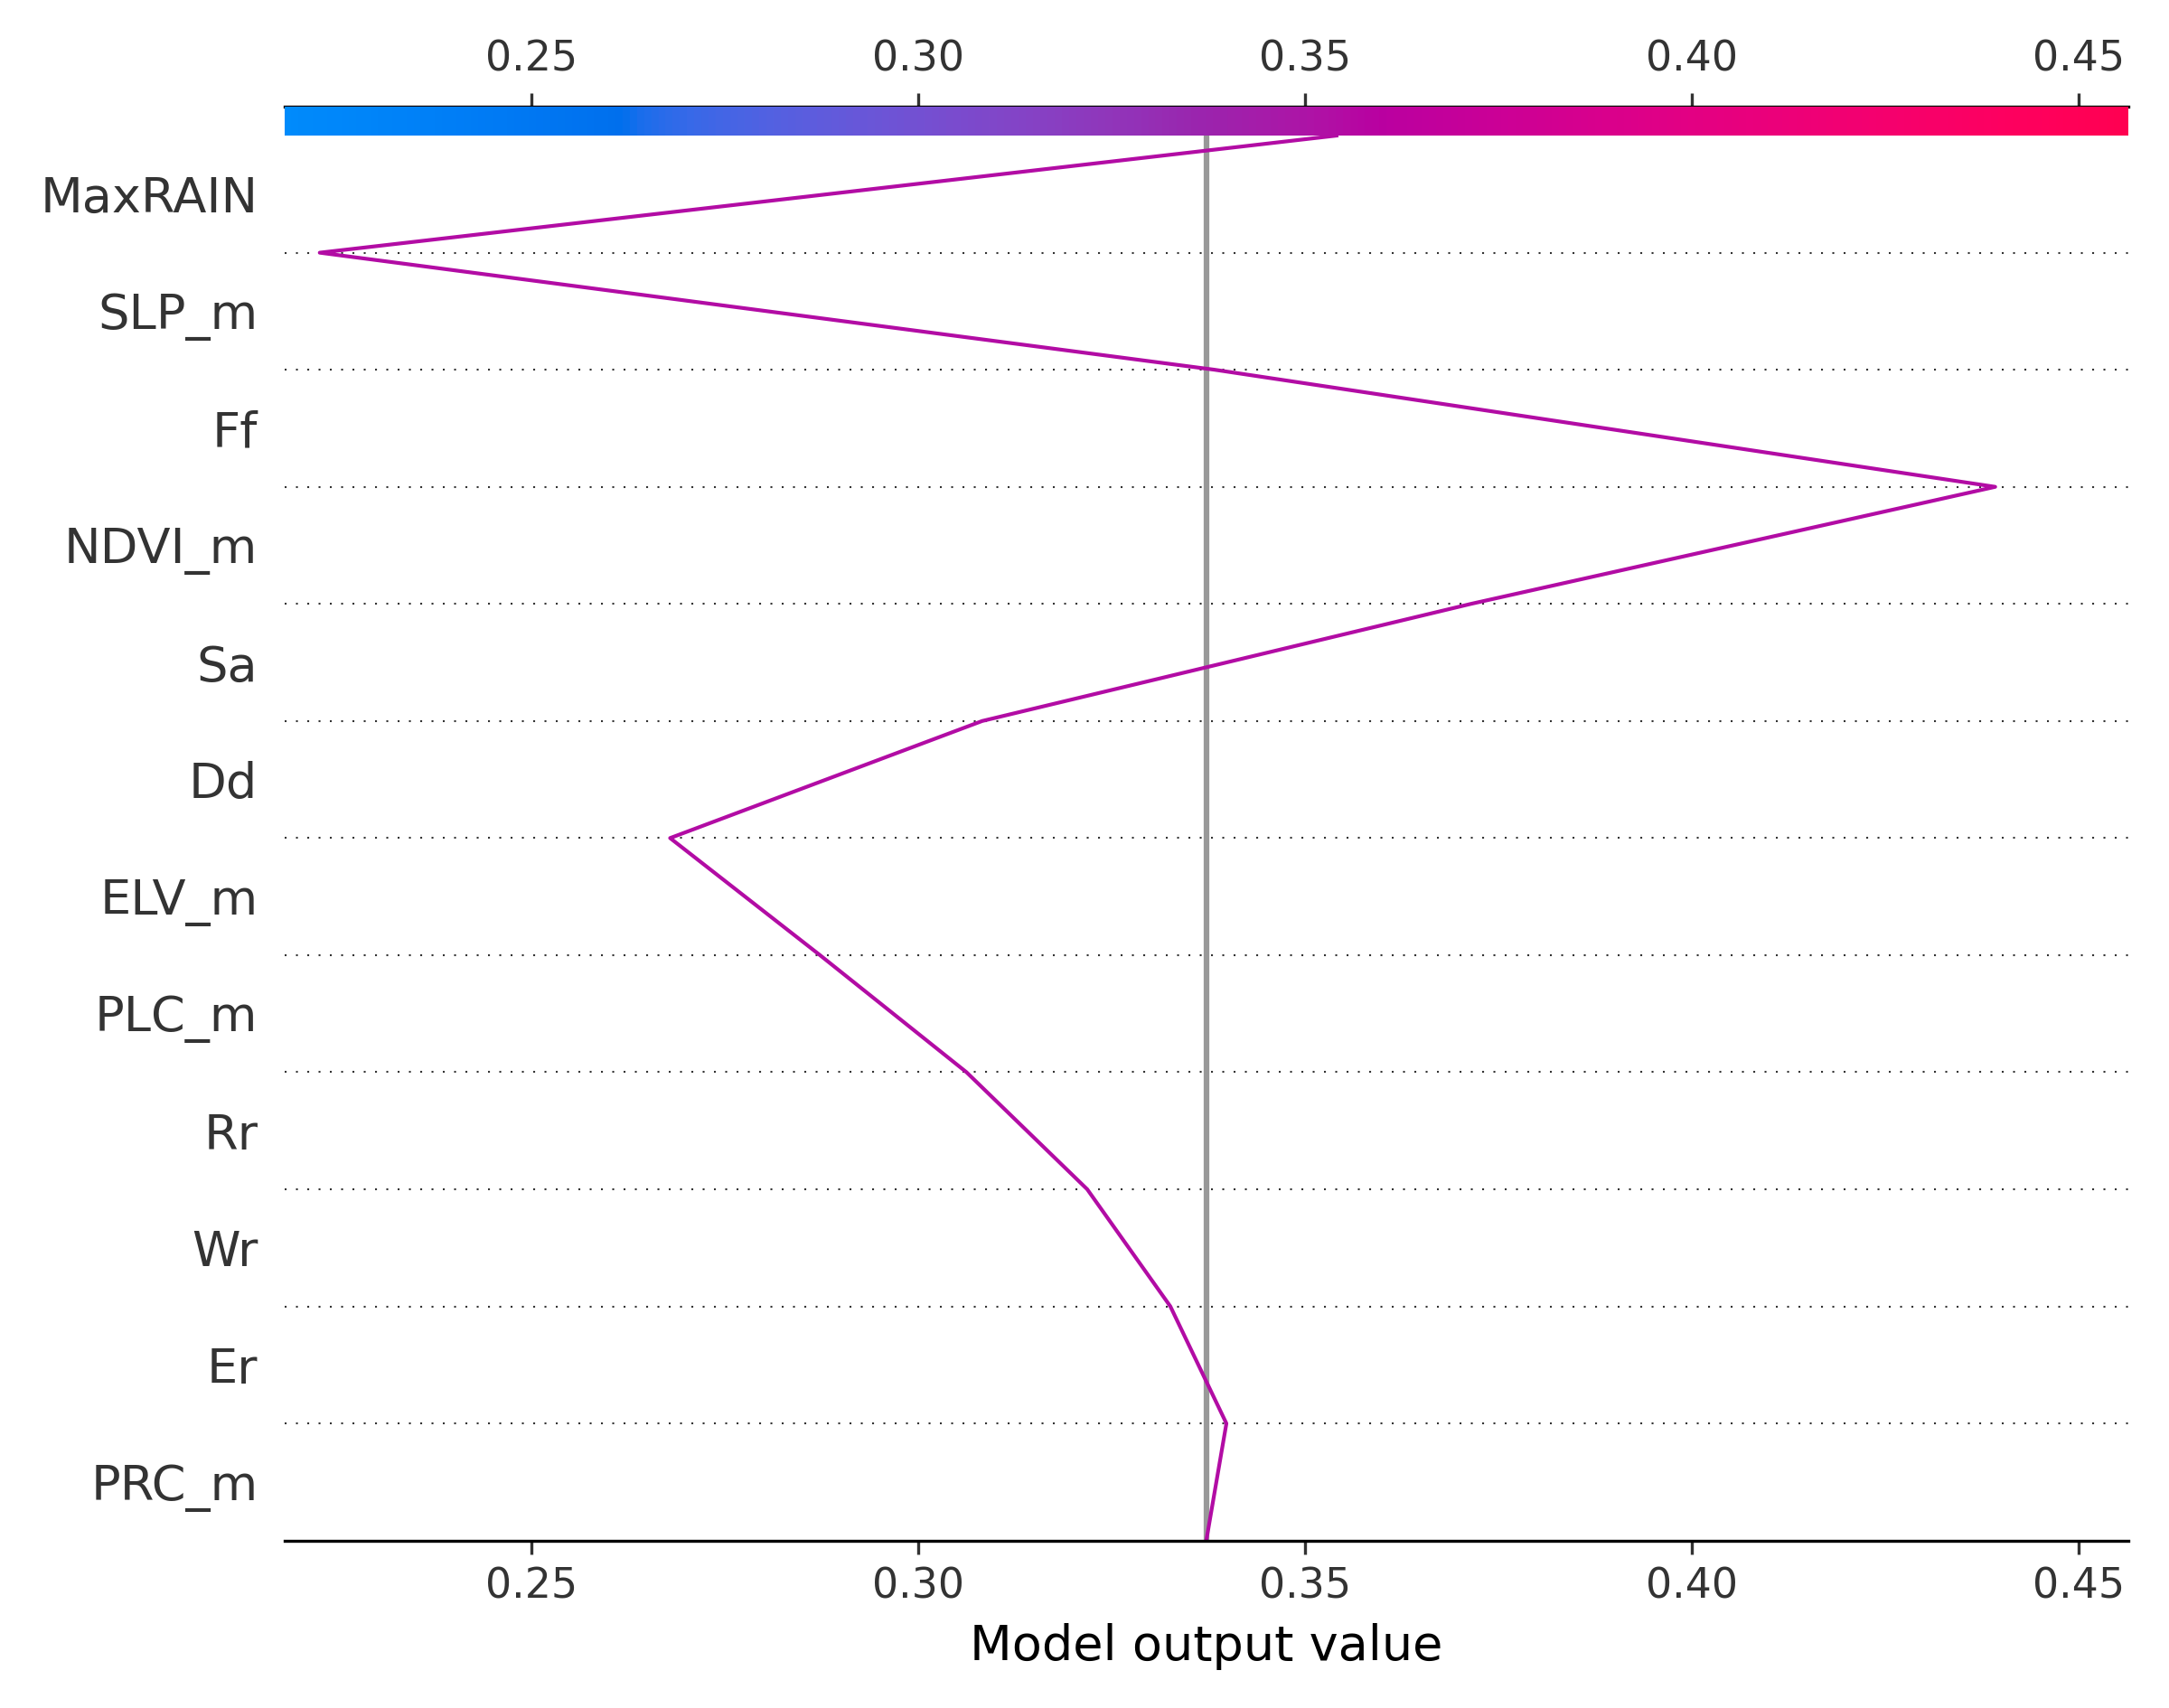 0.25 0.30 0.35 0.40 0.45
MaxRAIN
SLP_m
Ff
NDVI_m
Sa
Dd
ELV_m
PLC_m
Rr
Wr
Er
PRC_m
0.25 0.30 0.35 0.40 0.45
Model output value